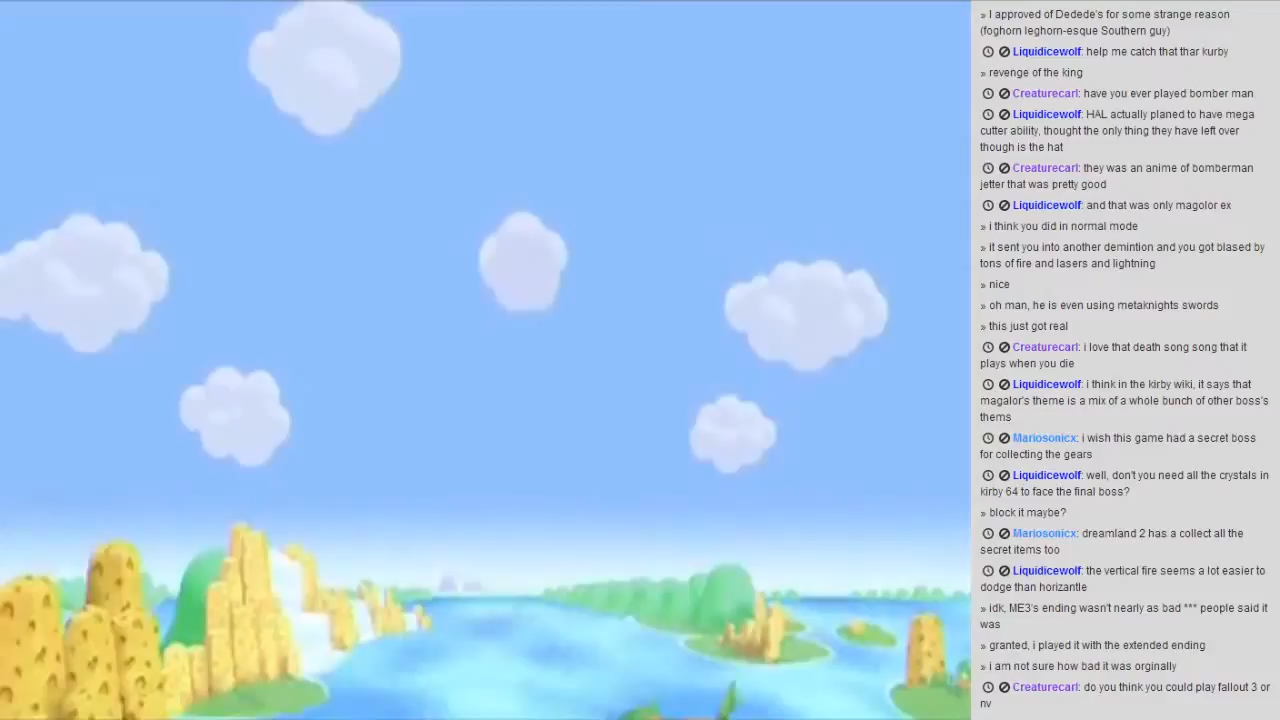 » I approved of Dedede's for some strange reason
(foghorn leghorn-esque Southern guy)
Liquidicewolf: help me catch that thar kurby
» revenge of the king
Creaturecarl: have you ever played bomber man
Liquidicewolf: HAL actually planed to have mega
cutter ability, thought the only thing they have left over
though is the hat
Creaturecarl: they was an anime of bomberman
jetter that was pretty good
Liquidicewolf: and that was only magolor ex
» i think you did in normal mode
» it sent you into another demintion and you got blased by
tons of fire and lasers and lightning
» nice
» oh man, he is even using metaknights swords
» this just got real
Creaturecarl: i love that death song song that it
plays when you die
Liquidicewolf: i think in the kirby wiki, it says that
magalor's theme is a mix of a whole bunch of other boss's
thems
Mariosonicx: i wish this game had a secret boss
for collecting the gears
Liquidicewolf: well, don't you need all the crystals in
kirby 64 to face the final boss?
» block it maybe?
Mariosonicx: dreamland 2 has a collect all the
secret items too
Liquidicewolf: the vertical fire seems a lot easier to
dodge than horizantle
» idk, ME3's ending wasn't nearly as bad *** people said it
was
» granted, i played it with the extended ending
» i am not sure how bad it was orginally
Creaturecarl: do you think you could play fallout 3 or
nv